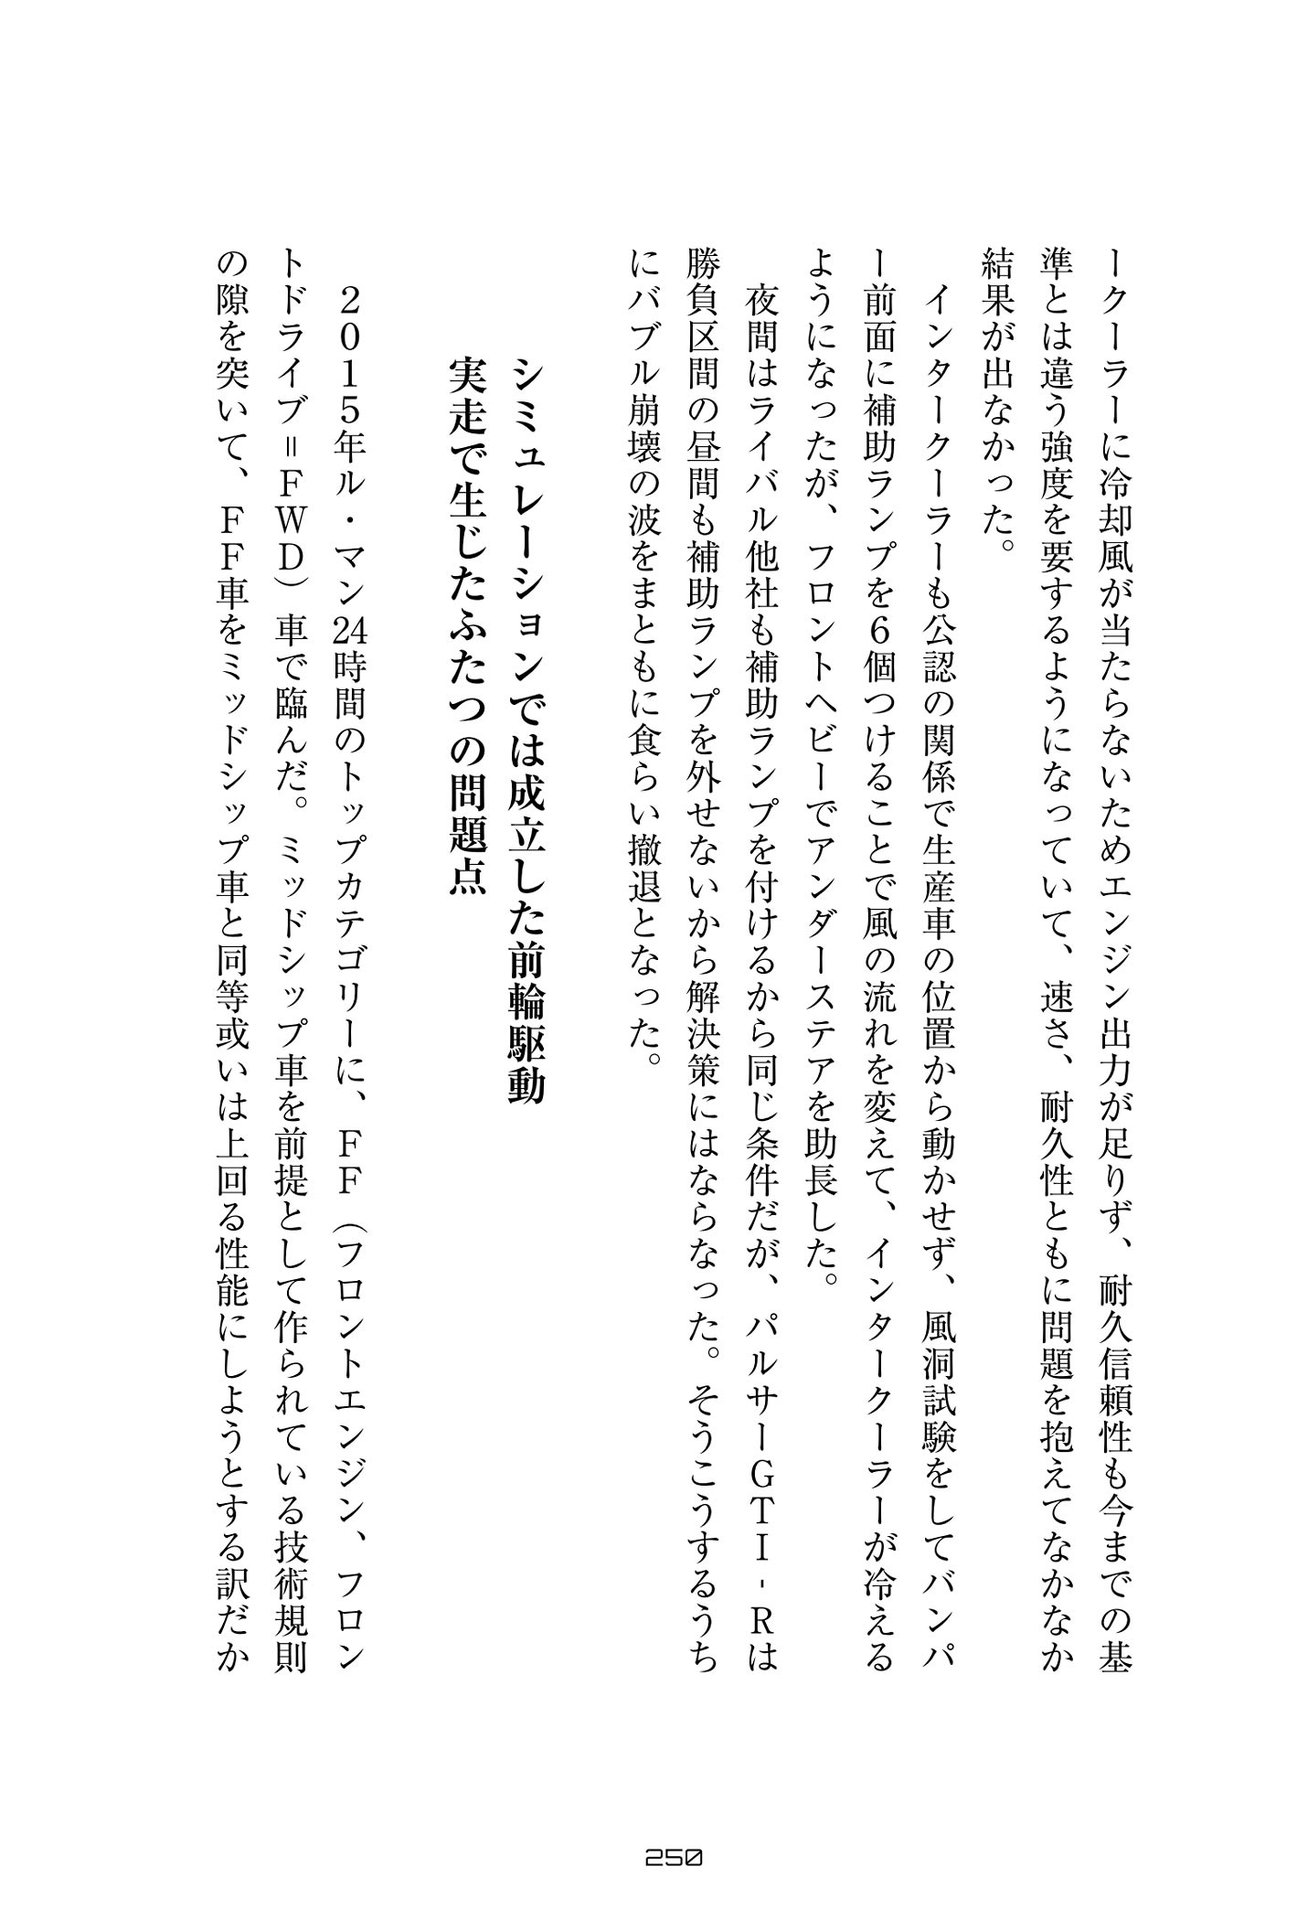 ークーラーに冷却風が当たらないためエンジン出力が足りず、耐久信頼性も今までの基
準とは違う強度を要するようになっていて、速さ、耐久性ともに問題を抱えてなかなか
結果が出なかった。
インタークーラーも公認の関係で生産車の位置から動かせず、風洞試験をしてバンパ
ー前面に補助ランプを６個つけることで風の流れを変えて、インタークーラーが冷える
ようになったが、フロントヘビーでアンダーステアを助長した。
夜間はライバル他社も補助ランプを付けるから同じ条件だが、パルサーＧＴＩ‐Ｒは
勝負区間の昼間も補助ランプを外せないから解決策にはならなった。そうこうするうち
にバブル崩壊の波をまともに食らい撤退となった。
シミュレーションでは成立した前輪駆動
実走で生じたふたつの問題点
２０１５年ル・マン24時間のトップカテゴリーに、ＦＦ（フロントエンジン、フロン
トドライブ＝ＦＷＤ）車で臨んだ。ミッドシップ車を前提として作られている技術規則
の隙を突いて、ＦＦ車をミッドシップ車と同等或いは上回る性能にしようとする訳だか
250